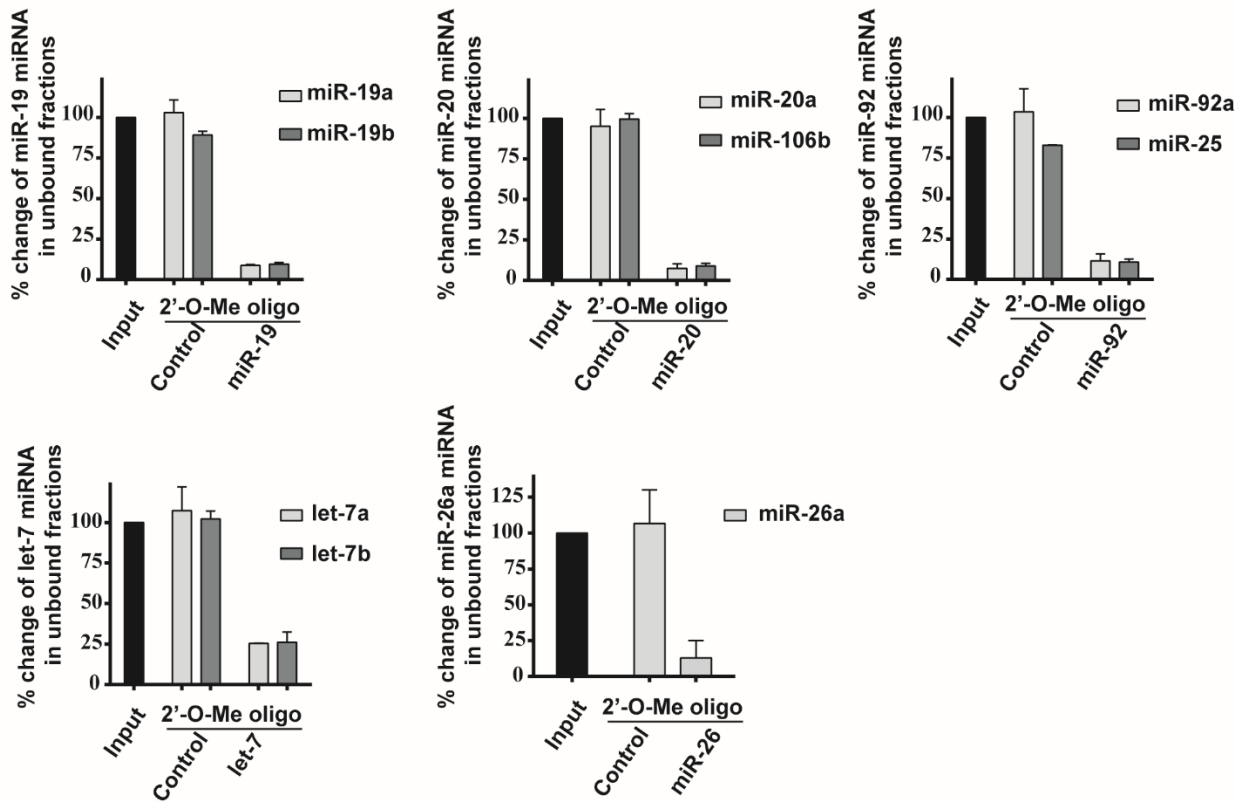 % change of miR-19 miRNA
in unbound fractions
100
75
50
25
0
miR-19a
miR-19b
Input
2'-O-Me oligo
Control
miR-19
% change of miR-20 miRNA
in unbound fractions
100
75
50
25
0
miR-20a
miR-106b
Input
2'-O-Me oligo
Control
miR-20
% change of miR-92 miRNA
in unbound fractions
100
75
50
25
0
miR-92a
miR-25
Input
2'-O-Me oligo
Control
miR-92
% change of let-7 miRNA
in unbound fractions
100
75
50
25
0
let-7a
let-7b
Input
2'-O-Me oligo
Control
let-7
% change of miR-26a miRNA
in unbound fractions
125
100
75
50
25
0
miR-26a
Input
2'-O-Me oligo
Control
miR-26